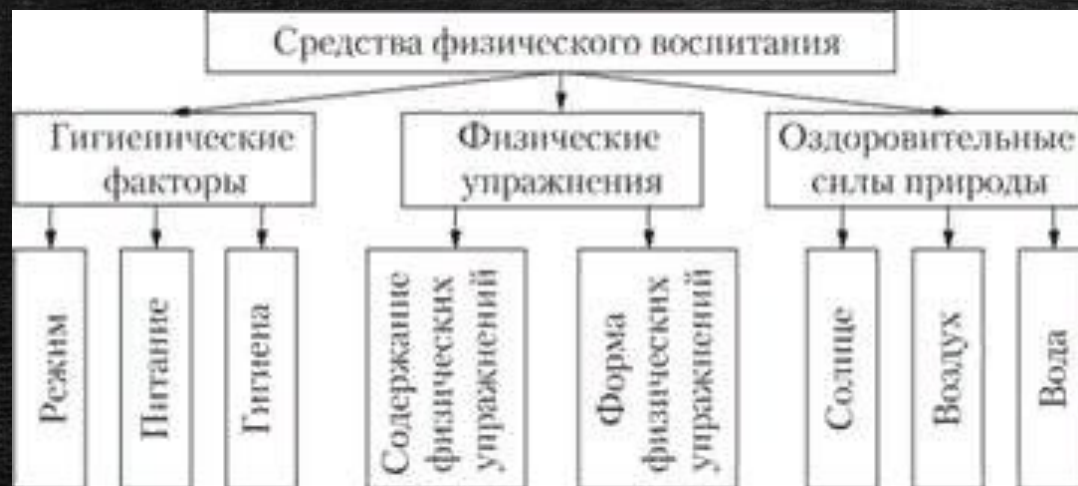 Средства физического воспитания
Гигиенические
факторы
Физические
упражнения
Оздоровительные
силы природы
Режим
Питание
Гигиена
Содержание
физических
упражнений
Форма
физических
упражнений
Солнце
Воздух
Вода